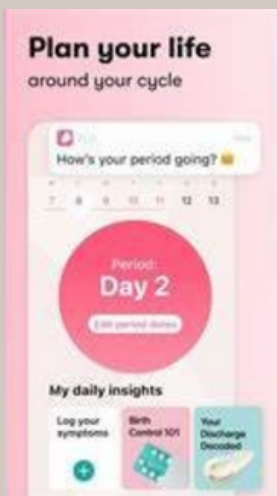 Plan your life
around your cycle
How's your period going?
7 8 9 10 11 12 13
Period:
Day 2
Edit period dates
My daily insights
Log your
symptoms
Birth
Control 101
Your
Discharge
Decoded